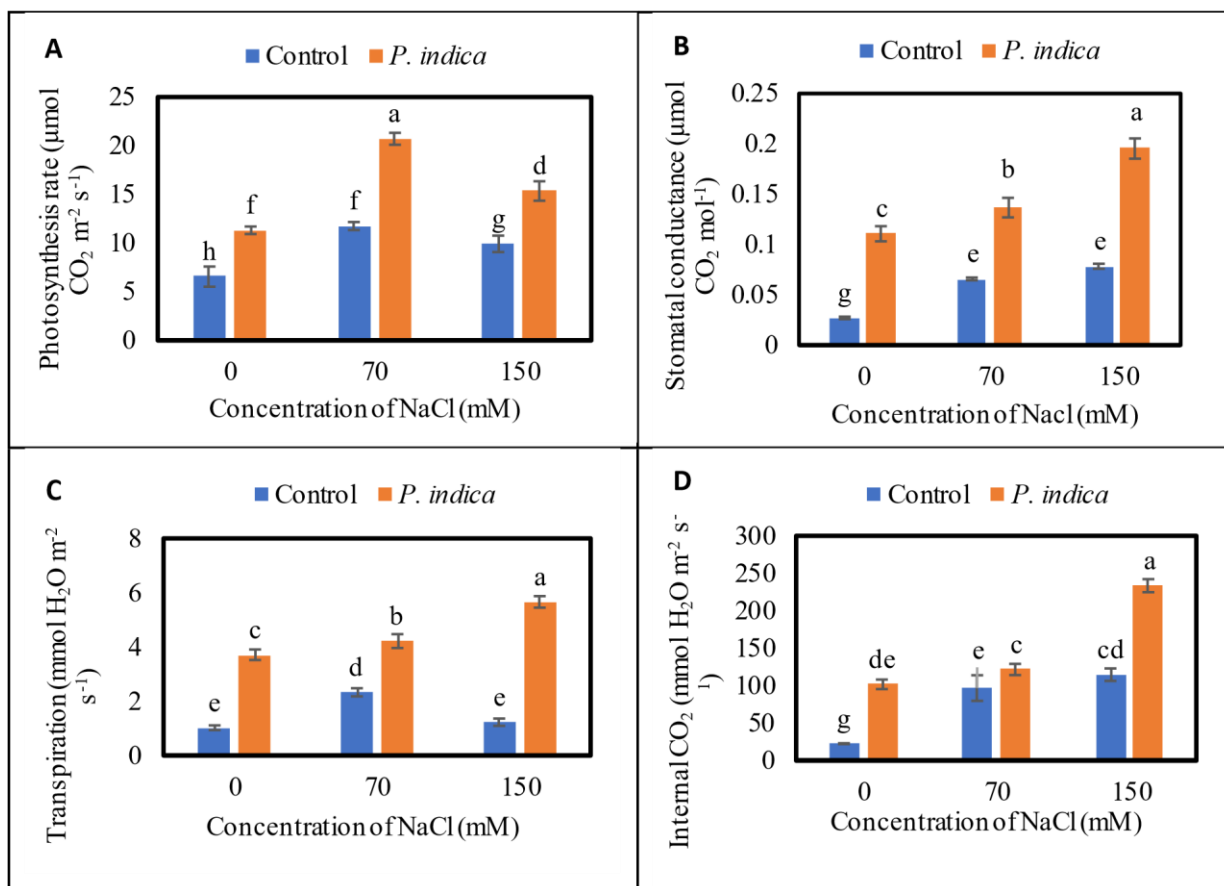 A
Control P. indica
Photosynthesis rate (µmol
CO₂ m⁻² s⁻¹)
25
20
15
10
5
0
h f f a g d
0 70 150
Concentration of NaCl (mM)
B
Control P. indica
Stomatal conductance (µmol
CO₂ mol⁻¹)
0.25
0.2
0.15
0.1
0.05
0
g c e b e a
0 70 150
Concentration of Nacl (mM)
C
Control P. indica
Transpiration (mmol H₂O m⁻²
s⁻¹)
8
6
4
2
0
e c d b e a
0 70 150
Concentration of NaCl (mM)
D
Control P. indica
Internal CO₂ (mmol H₂O m⁻² s⁻
¹)
300
250
200
150
100
50
0
g de e c cd a
0 70 150
Concentration of NaCl (mM)